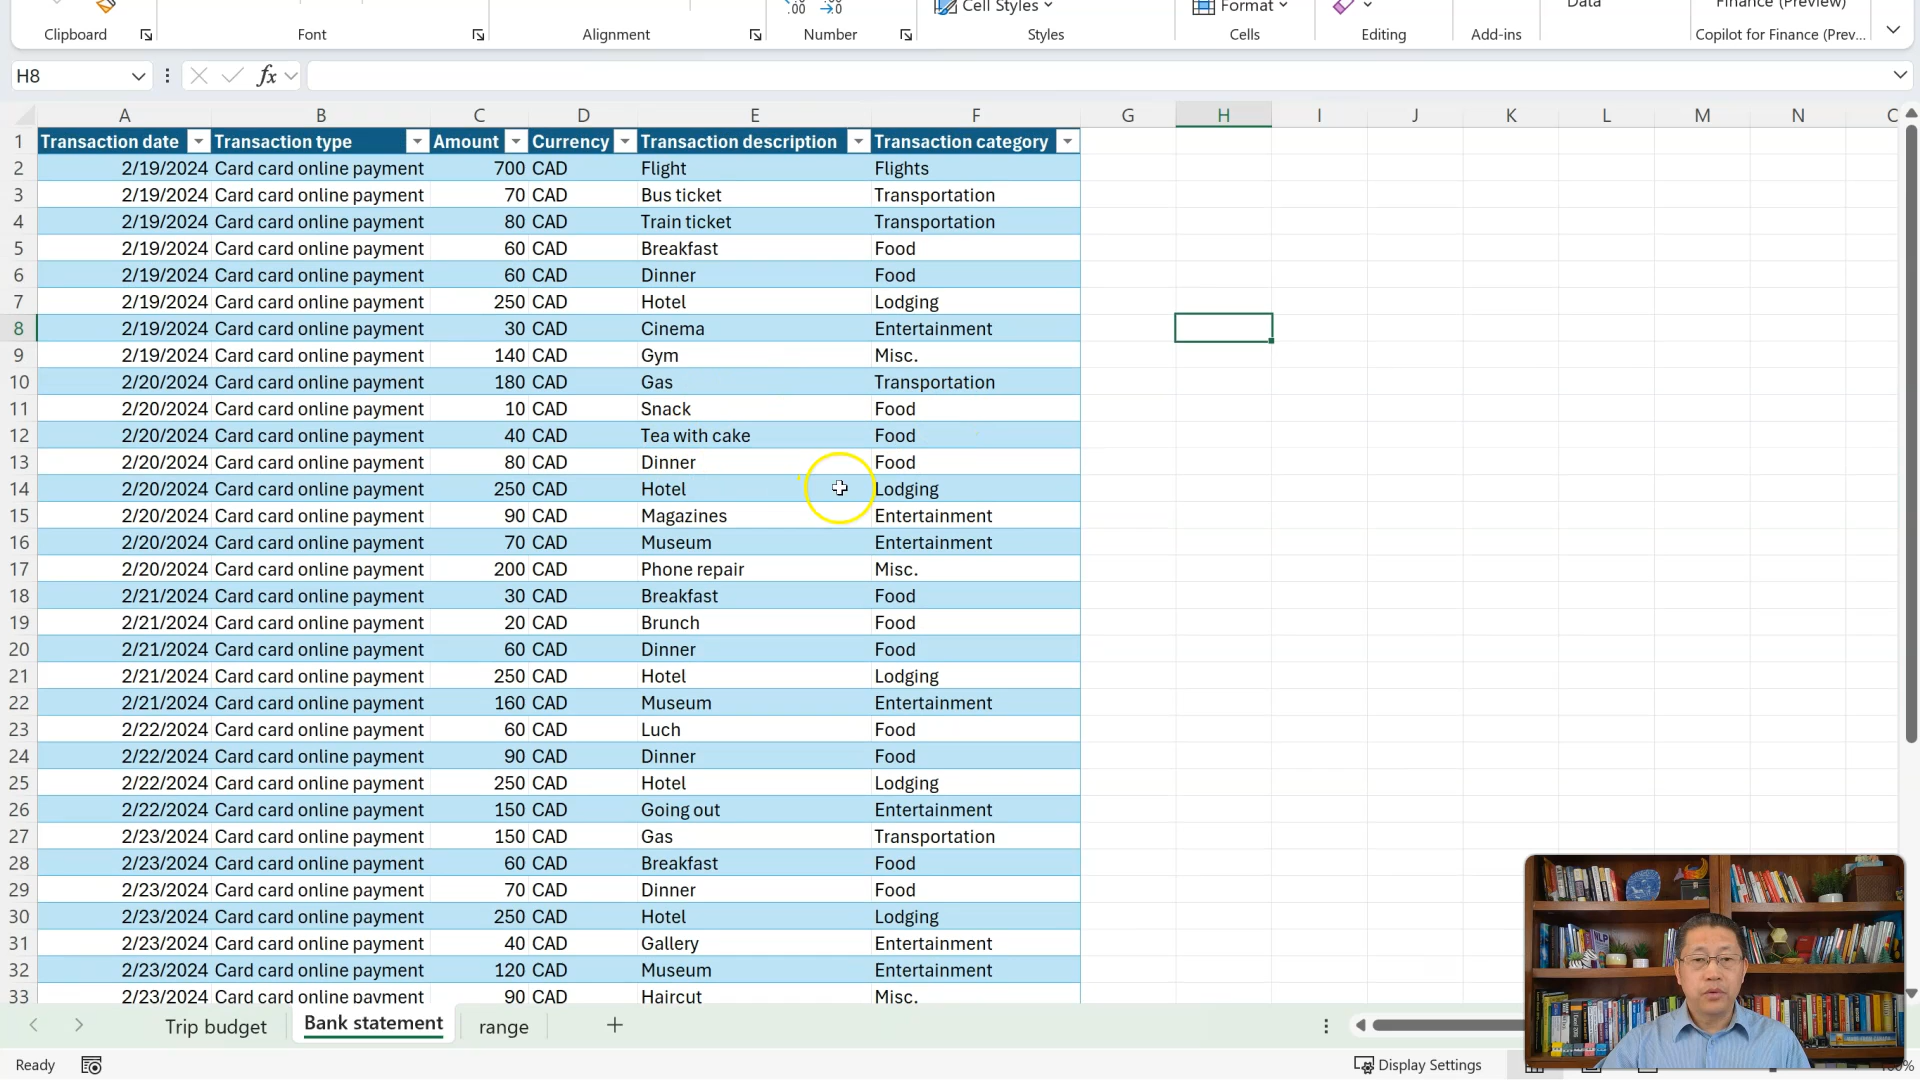 .00 .00
→0
Cell Styles
Format
Data
Finance (Preview)
Clipboard Font Alignment Number Styles Cells Editing Add-ins Copilot for Finance (Prev...
H8 fx
A B C D E F G H I J K L M N
1 Transaction date Transaction type Amount Currency Transaction description Transaction category
2 2/19/2024 Card card online payment 700 CAD Flight Flights
3 2/19/2024 Card card online payment 70 CAD Bus ticket Transportation
4 2/19/2024 Card card online payment 80 CAD Train ticket Transportation
5 2/19/2024 Card card online payment 60 CAD Breakfast Food
6 2/19/2024 Card card online payment 60 CAD Dinner Food
7 2/19/2024 Card card online payment 250 CAD Hotel Lodging
8 2/19/2024 Card card online payment 30 CAD Cinema Entertainment
9 2/19/2024 Card card online payment 140 CAD Gym Misc.
10 2/20/2024 Card card online payment 180 CAD Gas Transportation
11 2/20/2024 Card card online payment 10 CAD Snack Food
12 2/20/2024 Card card online payment 40 CAD Tea with cake Food
13 2/20/2024 Card card online payment 80 CAD Dinner Food
14 2/20/2024 Card card online payment 250 CAD Hotel Lodging
15 2/20/2024 Card card online payment 90 CAD Magazines Entertainment
16 2/20/2024 Card card online payment 70 CAD Museum Entertainment
17 2/20/2024 Card card online payment 200 CAD Phone repair Misc.
18 2/21/2024 Card card online payment 30 CAD Breakfast Food
19 2/21/2024 Card card online payment 20 CAD Brunch Food
20 2/21/2024 Card card online payment 60 CAD Dinner Food
21 2/21/2024 Card card online payment 250 CAD Hotel Lodging
22 2/21/2024 Card card online payment 160 CAD Museum Entertainment
23 2/22/2024 Card card online payment 60 CAD Luch Food
24 2/22/2024 Card card online payment 90 CAD Dinner Food
25 2/22/2024 Card card online payment 250 CAD Hotel Lodging
26 2/22/2024 Card card online payment 150 CAD Going out Entertainment
27 2/23/2024 Card card online payment 150 CAD Gas Transportation
28 2/23/2024 Card card online payment 60 CAD Breakfast Food
29 2/23/2024 Card card online payment 70 CAD Dinner Food
30 2/23/2024 Card card online payment 250 CAD Hotel Lodging
31 2/23/2024 Card card online payment 40 CAD Gallery Entertainment
32 2/23/2024 Card card online payment 120 CAD Museum Entertainment
33 2/23/2024 Card card online payment 90 CAD Haircut Misc.
Trip budget Bank statement range
Ready Display Settings